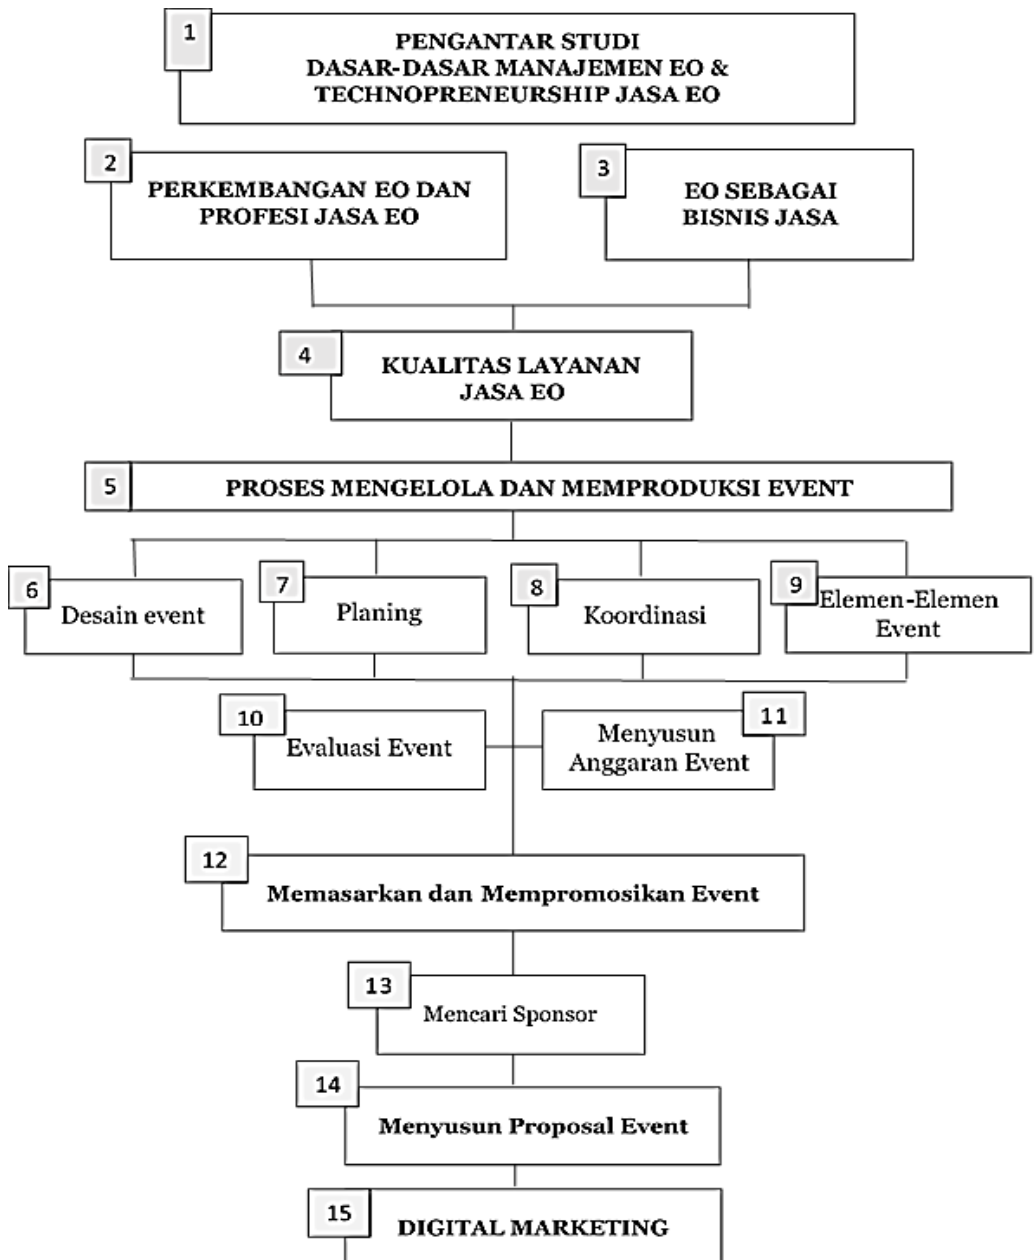 1
PENGANTAR STUDI
DASAR-DASAR MANAJEMEN EO &
TECHNOPRENEURSHIP JASA EO
2
PERKEMBANGAN EO DAN
PROFESI JASA EO
3
EO SEBAGAI
BISNIS JASA
4
KUALITAS LAYANAN
JASA EO
5
PROSES MENGELOLA DAN MEMPRODUKSI EVENT
6
Desain event
7
Planing
8
Koordinasi
9
Elemen-Elemen
Event
10
Evaluasi Event
11
Menyusun
Anggaran Event
12
Memasarkan dan Mempromosikan Event
13
Mencari Sponsor
14
Menyusun Proposal Event
15
DIGITAL MARKETING